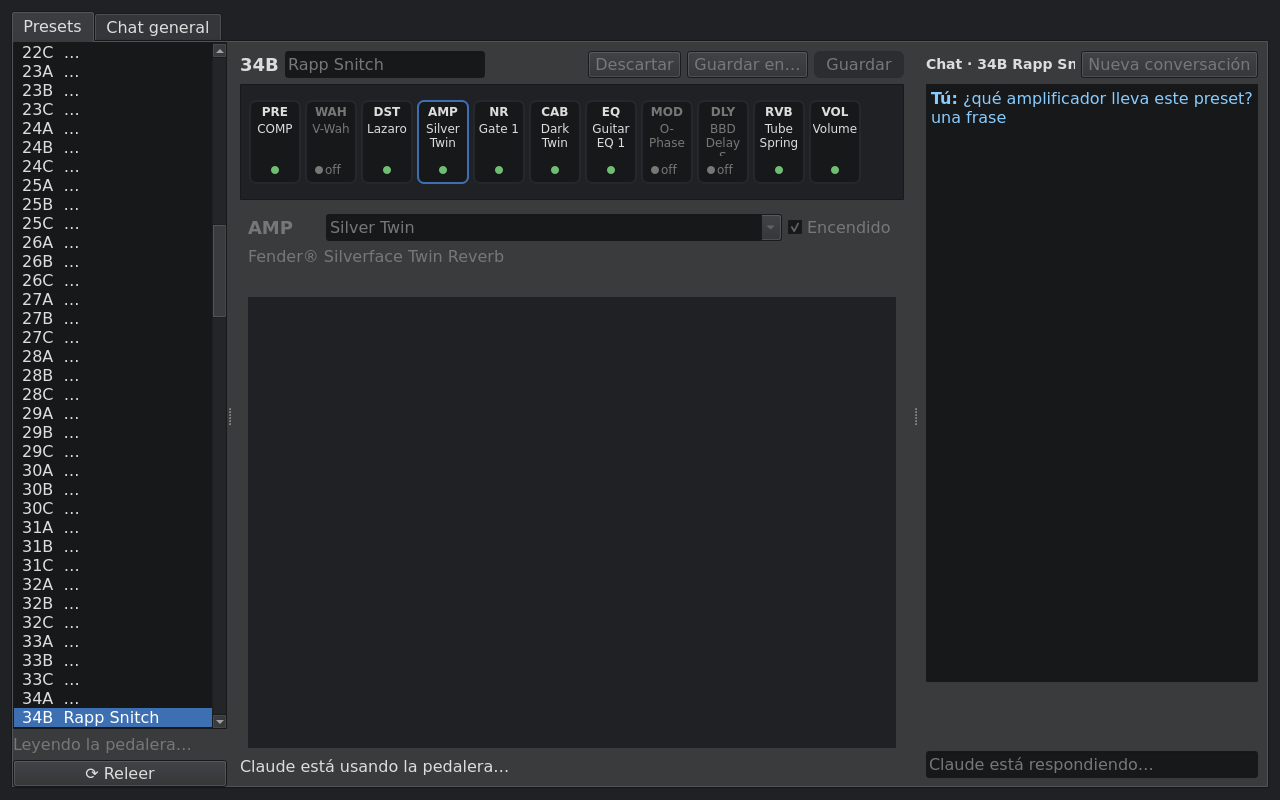 Presets
Chat general
22C ...
23A ...
23B ...
23C ...
24A ...
24B ...
24C ...
25A ...
25B ...
25C ...
26A ...
26B ...
26C ...
27A ...
27B ...
27C ...
28A ...
28B ...
28C ...
29A ...
29B ...
29C ...
30A ...
30B ...
30C ...
31A ...
31B ...
31C ...
32A ...
32B ...
32C ...
33A ...
33B ...
33C ...
34A ...
34B Rapp Snitch
Leyendo la pedalera...
⟳ Releer
34B Rapp Snitch
Descartar
Guardar en...
Guardar
PRE
COMP
WAH
V-Wah
off
DST
Lazaro
AMP
Silver
Twin
NR
Gate 1
CAB
Dark
Twin
EQ
Guitar
EQ 1
MOD
O-
Phase
off
DLY
BBD
Delay
off
RVB
Tube
Spring
VOL
Volume
AMP
Silver Twin
Encendido
Fender® Silverface Twin Reverb
Claude está usando la pedalera...
Chat · 34B Rapp Sn
Nueva conversación
Tú: ¿qué amplificador lleva este preset?
una frase
Claude está respondiendo...